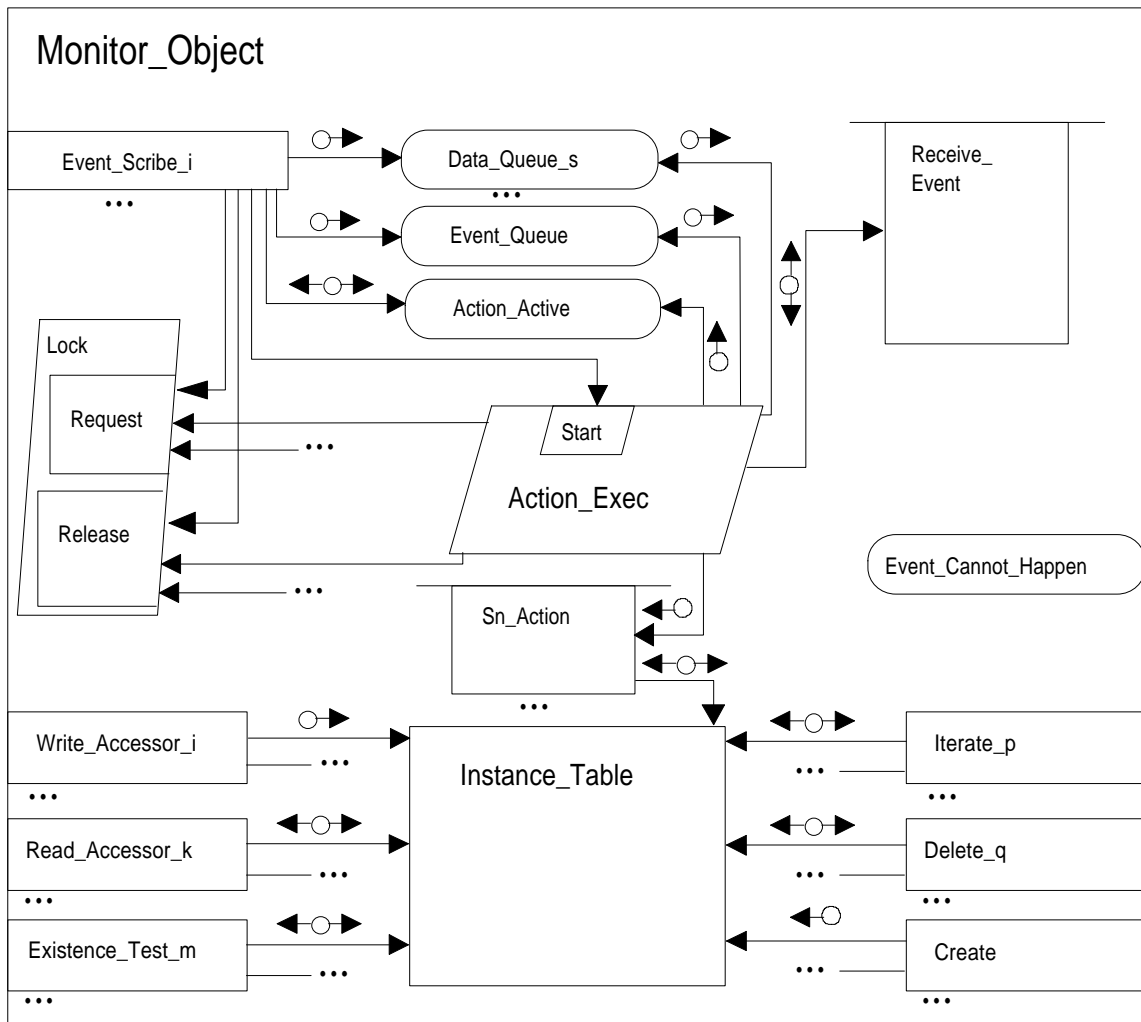 Monitor_Object
Event_Scribe_i
•••
Data_Queue_s
•••
Receive_
Event
Event_Queue
Action_Active
Lock
Request
•••
Start
Action_Exec
Release
•••
Event_Cannot_Happen
Sn_Action
•••
Write_Accessor_i
•••
•••
Instance_Table
Iterate_p
•••
•••
Read_Accessor_k
•••
•••
Delete_q
•••
•••
Existence_Test_m
•••
•••
Create
•••
•••